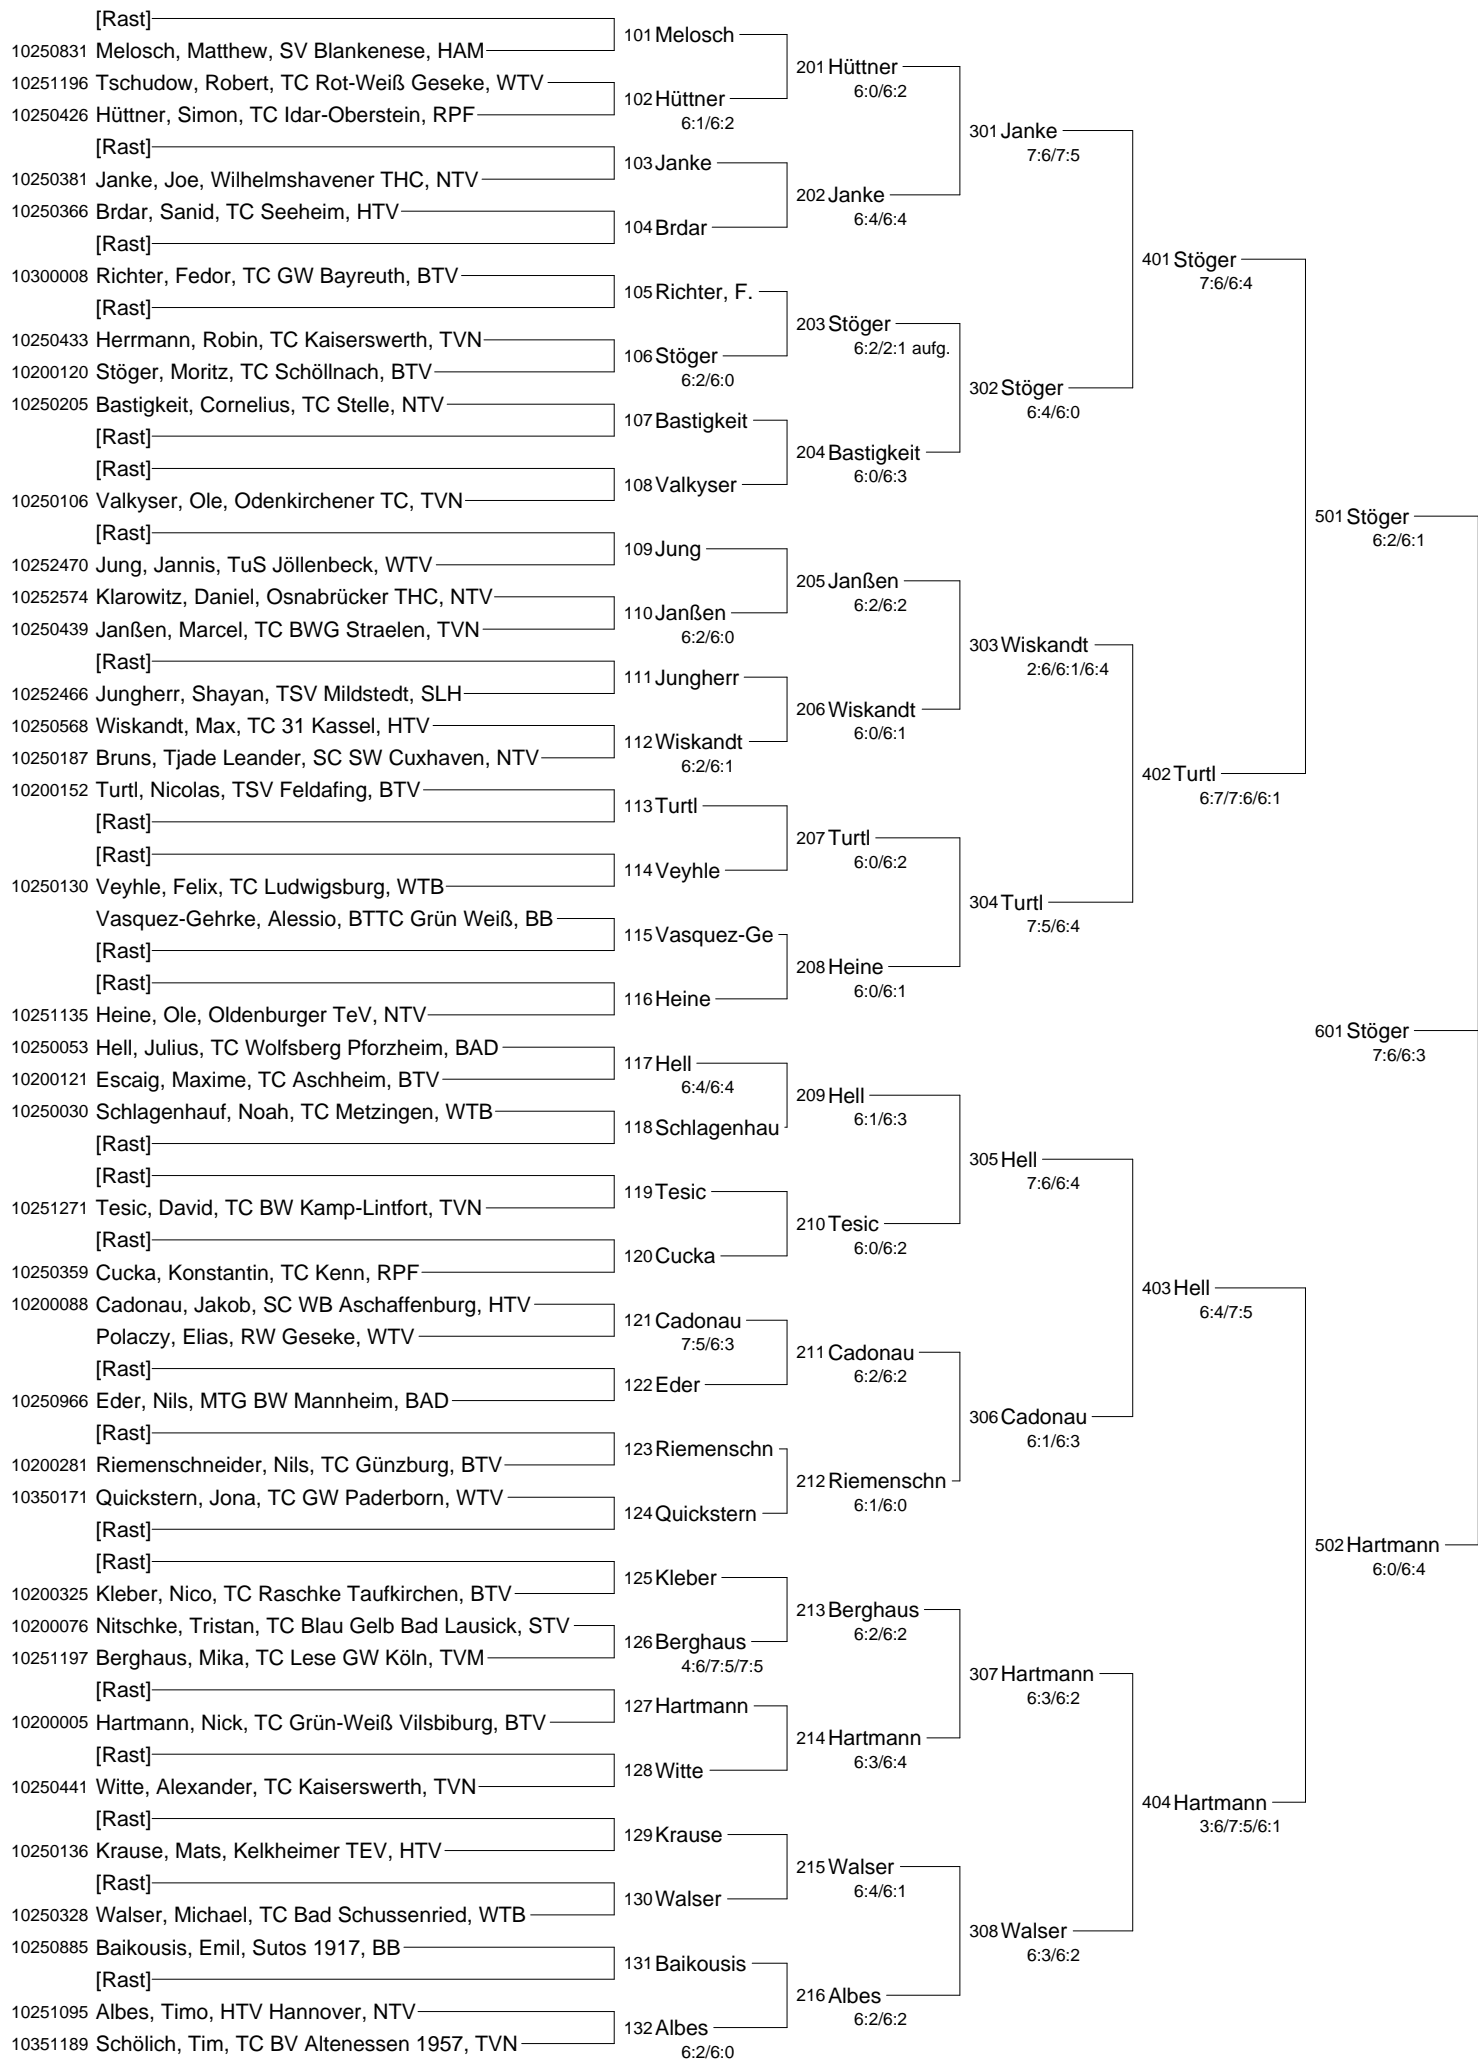 [Rast]
10250831 Melosch, Matthew, SV Blankenese, HAM
10251196 Tschudow, Robert, TC Rot-Weiß Geseke, WTV
10250426 Hüttner, Simon, TC Idar-Oberstein, RPF
[Rast]
10250381 Janke, Joe, Wilhelmshavener THC, NTV
10250366 Brdar, Sanid, TC Seeheim, HTV
[Rast]
10300008 Richter, Fedor, TC GW Bayreuth, BTV
[Rast]
10250433 Herrmann, Robin, TC Kaiserswerth, TVN
10200120 Stöger, Moritz, TC Schöllnach, BTV
10250205 Bastigkeit, Cornelius, TC Stelle, NTV
[Rast]
[Rast]
10250106 Valkyser, Ole, Odenkirchener TC, TVN
[Rast]
10252470 Jung, Jannis, TuS Jöllenbeck, WTV
10252574 Klarowitz, Daniel, Osnabrücker THC, NTV
10250439 Janßen, Marcel, TC BWG Straelen, TVN
[Rast]
10252466 Jungherr, Shayan, TSV Mildstedt, SLH
10250568 Wiskandt, Max, TC 31 Kassel, HTV
10250187 Bruns, Tjade Leander, SC SW Cuxhaven, NTV
10200152 Turtl, Nicolas, TSV Feldafing, BTV
[Rast]
[Rast]
10250130 Veyhle, Felix, TC Ludwigsburg, WTB
Vasquez-Gehrke, Alessio, BTTC Grün Weiß, BB
[Rast]
[Rast]
10251135 Heine, Ole, Oldenburger TeV, NTV
10250053 Hell, Julius, TC Wolfsberg Pforzheim, BAD
10200121 Escaig, Maxime, TC Aschheim, BTV
10250030 Schlagenhauf, Noah, TC Metzingen, WTB
[Rast]
[Rast]
10251271 Tesic, David, TC BW Kamp-Lintfort, TVN
[Rast]
10250359 Cucka, Konstantin, TC Kenn, RPF
10200088 Cadonau, Jakob, SC WB Aschaffenburg, HTV
Polaczy, Elias, RW Geseke, WTV
[Rast]
10250966 Eder, Nils, MTG BW Mannheim, BAD
[Rast]
10200281 Riemenschneider, Nils, TC Günzburg, BTV
10350171 Quickstern, Jona, TC GW Paderborn, WTV
[Rast]
[Rast]
10200325 Kleber, Nico, TC Raschke Taufkirchen, BTV
10200076 Nitschke, Tristan, TC Blau Gelb Bad Lausick, STV
10251197 Berghaus, Mika, TC Lese GW Köln, TVM
[Rast]
10200005 Hartmann, Nick, TC Grün-Weiß Vilsbiburg, BTV
[Rast]
10250441 Witte, Alexander, TC Kaiserswerth, TVN
[Rast]
10250136 Krause, Mats, Kelkheimer TEV, HTV
[Rast]
10250328 Walser, Michael, TC Bad Schussenried, WTB
10250885 Baikousis, Emil, Sutos 1917, BB
[Rast]
10251095 Albes, Timo, HTV Hannover, NTV
10351189 Schölich, Tim, TC BV Altenessen 1957, TVN
101 Melosch
102 Hüttner
6:1/6:2
103 Janke
104 Brdar
105 Richter, F.
106 Stöger
6:2/6:0
107 Bastigkeit
108 Valkyser
109 Jung
110 Janßen
6:2/6:0
111 Jungherr
112 Wiskandt
6:2/6:1
113 Turtl
114 Veyhle
115 Vasquez-Ge
116 Heine
117 Hell
6:4/6:4
118 Schlagenhau
119 Tesic
120 Cucka
121 Cadonau
7:5/6:3
122 Eder
123 Riemenschn
124 Quickstern
125 Kleber
126 Berghaus
4:6/7:5/7:5
127 Hartmann
128 Witte
129 Krause
130 Walser
131 Baikousis
132 Albes
6:2/6:0
201 Hüttner
6:0/6:2
202 Janke
6:4/6:4
203 Stöger
6:2/2:1 aufg.
204 Bastigkeit
6:0/6:3
205 Janßen
6:2/6:2
206 Wiskandt
6:0/6:1
207 Turtl
6:0/6:2
208 Heine
6:0/6:1
209 Hell
6:1/6:3
210 Tesic
6:0/6:2
211 Cadonau
6:2/6:2
212 Riemenschn
6:1/6:0
213 Berghaus
6:2/6:2
214 Hartmann
6:3/6:4
215 Walser
6:4/6:1
216 Albes
6:2/6:2
301 Janke
7:6/7:5
302 Stöger
6:4/6:0
303 Wiskandt
2:6/6:1/6:4
304 Turtl
7:5/6:4
305 Hell
7:6/6:4
306 Cadonau
6:1/6:3
307 Hartmann
6:3/6:2
308 Walser
6:3/6:2
401 Stöger
7:6/6:4
402 Turtl
6:7/7:6/6:1
403 Hell
6:4/7:5
404 Hartmann
3:6/7:5/6:1
501 Stöger
6:2/6:1
502 Hartmann
6:0/6:4
601 Stöger
7:6/6:3